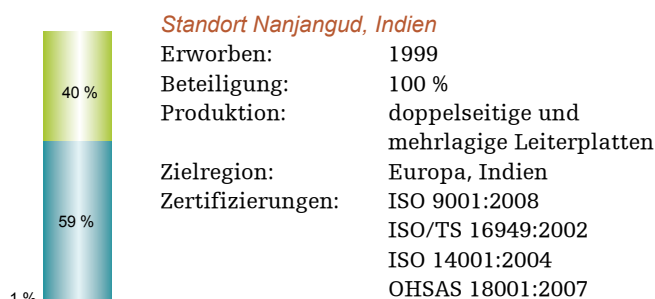 Standort Nanjangud, Indien
Erworben: 1999
Beteiligung: 100 %
Produktion: doppelseitige und
mehrlagige Leiterplatten
Zielregion: Europa, Indien
Zertifizierungen: ISO 9001:2008
ISO/TS 16949:2002
ISO 14001:2004
OHSAS 18001:2007
40 %
59 %
1 %